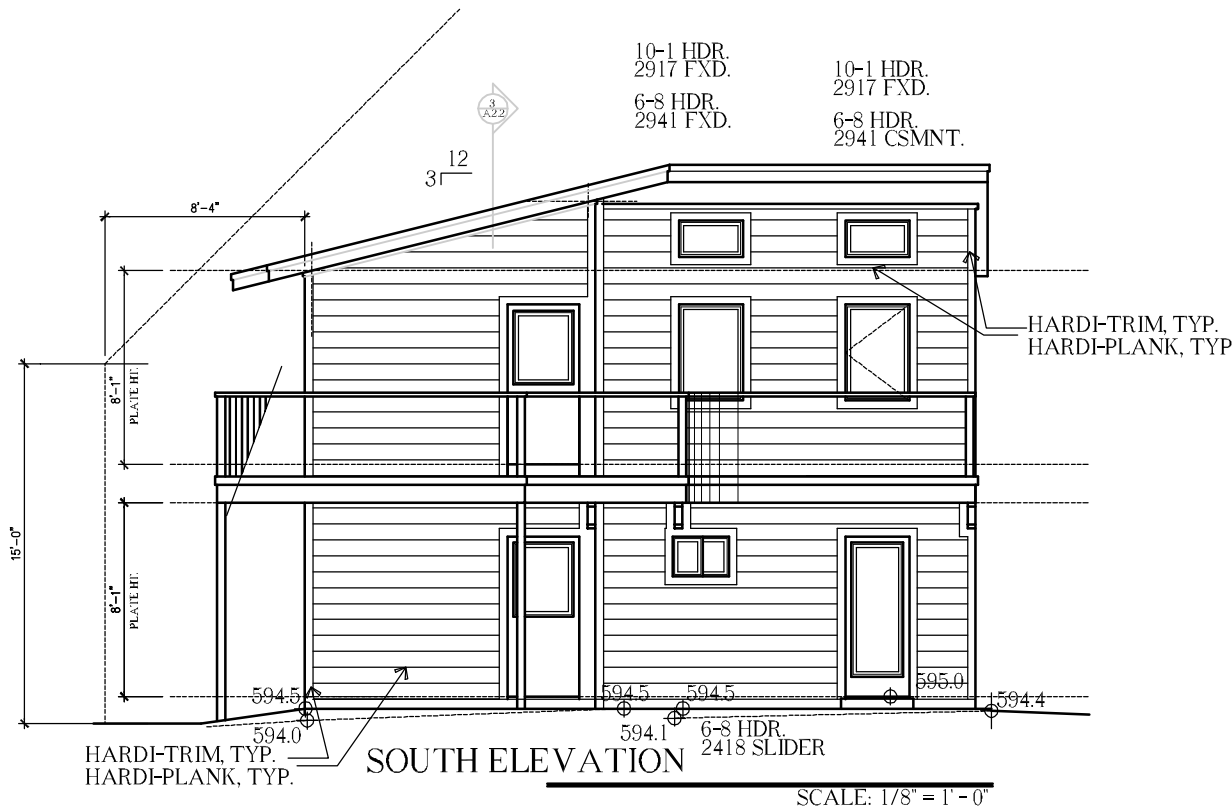 10-1 HDR.
2917 FXD.
6-8 HDR.
2941 FXD.
10-1 HDR.
2917 FXD.
6-8 HDR.
2941 CSMNT.
3
A2.2
12
3
8'-4"
HARDI-TRIM, TYP.
HARDI-PLANK, TYP
8'-1"
PLATE HT.
15'-0"
8'-1"
PLATE HT.
594.5
594.0
594.5
594.5
594.1
595.0
594.4
6-8 HDR.
2418 SLIDER
HARDI-TRIM, TYP.
HARDI-PLANK, TYP.
SOUTH ELEVATION
SCALE: 1/8" = 1' - 0"